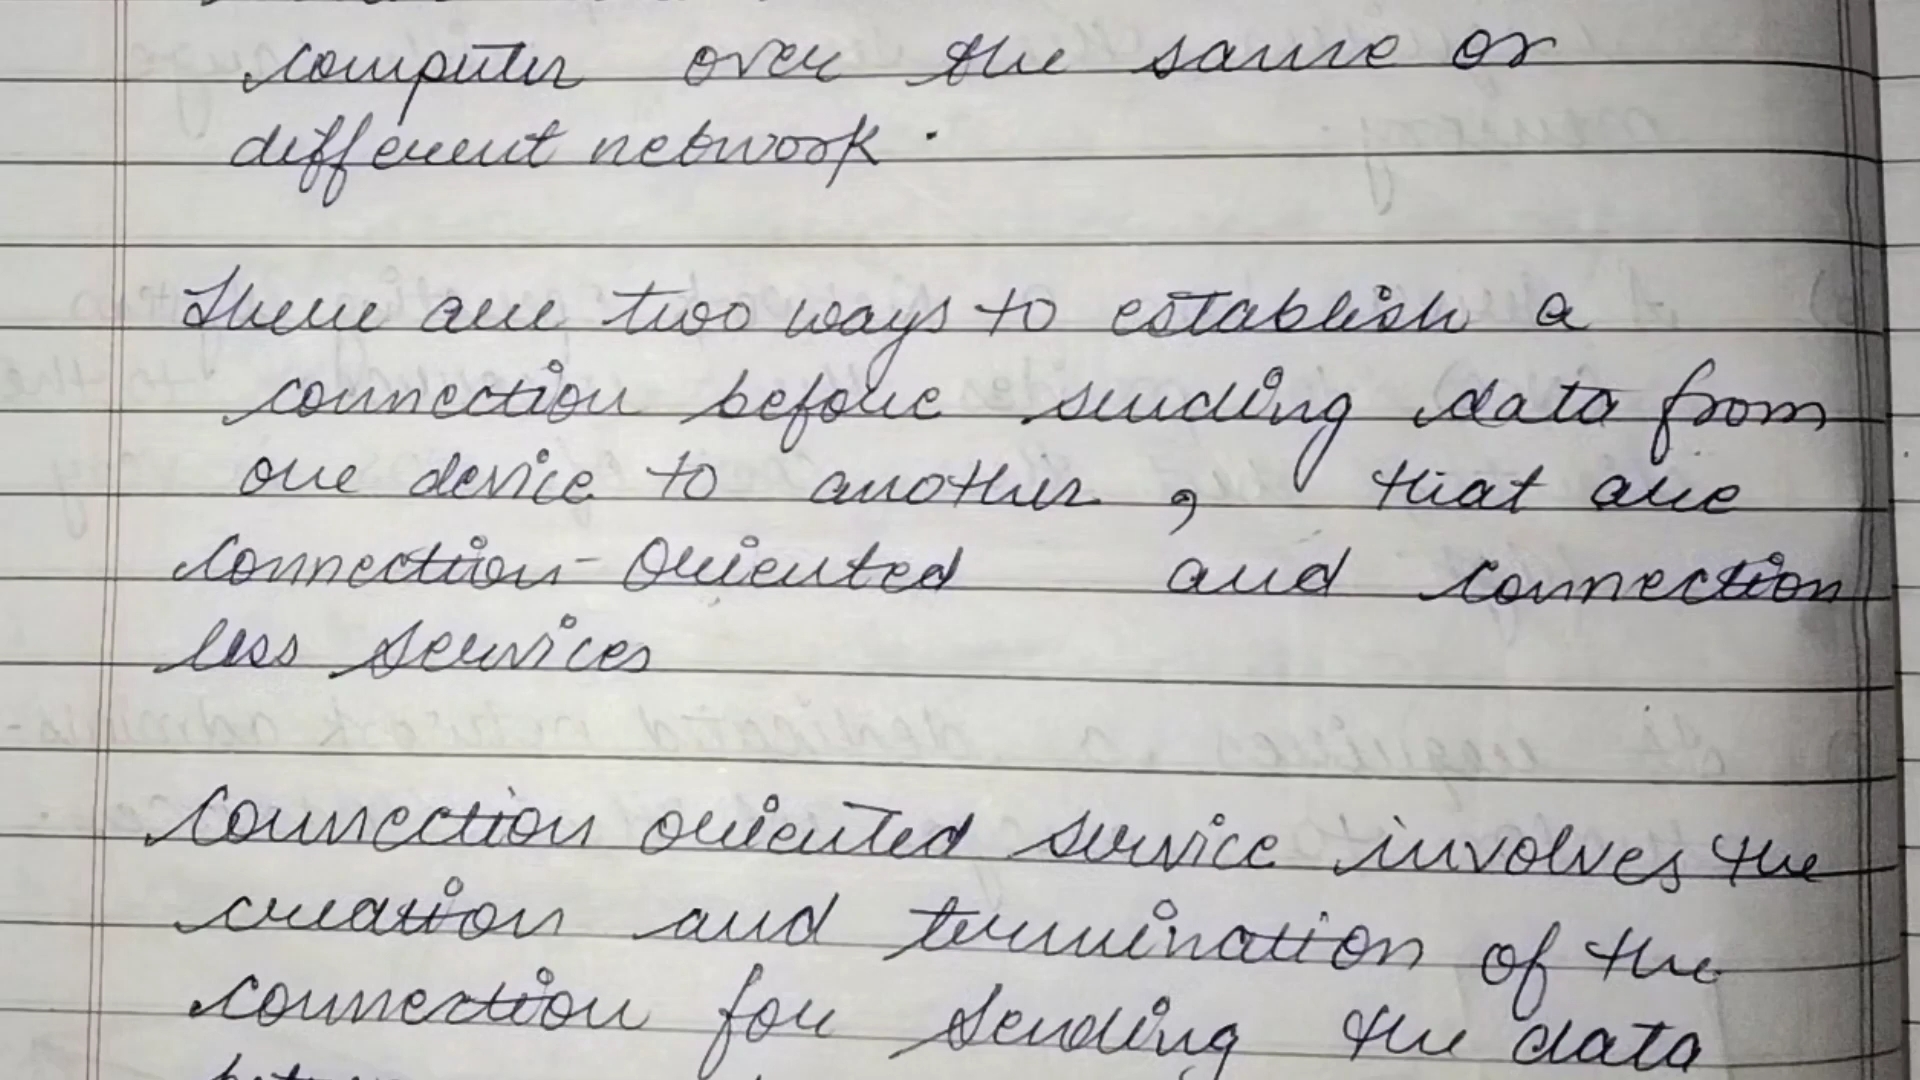 computer over the same or
different network.
There are two ways to establish a
connection before sending data from
one device to another, that are
Connection-Oriented and connection
less services
Connection oriented service involves the
creation and termination of the
connection for sending the data